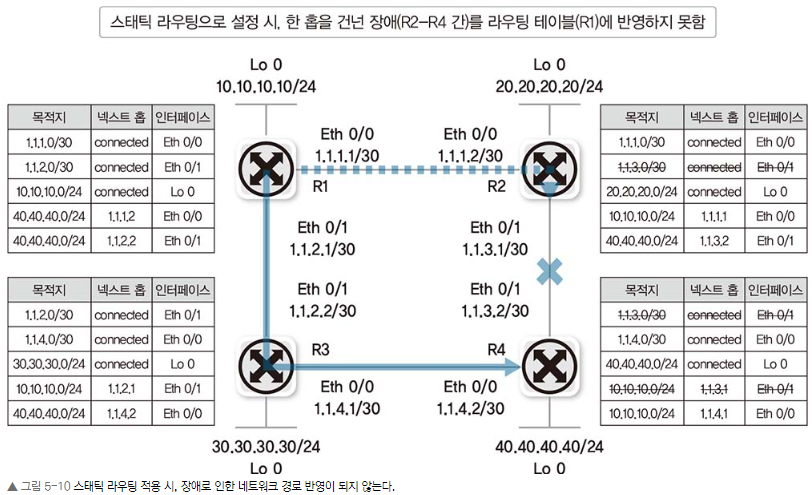 스태틱 라우팅으로 설정 시, 한 홉을 건넌 장애(R2-R4 간)를 라우팅 테이블(R1)에 반영하지 못함
Lo 0
10.10.10.10/24
Lo 0
20.20.20.20/24
목적지 넥스트 홉 인터페이스
1.1.1.0/30 connected Eth 0/0
1.1.2.0/30 connected Eth 0/1
10.10.10.0/24 connected Lo 0
40.40.40.0/24 1.1.1.2 Eth 0/0
40.40.40.0/24 1.1.2.2 Eth 0/1
Eth 0/0
1.1.1.1/30
Eth 0/0
1.1.1.2/30
R1
R2
목적지 넥스트 홉 인터페이스
1.1.1.0/30 connected Eth 0/0
1.1.3.0/30 connected Eth 0/1
20.20.20.0/24 connected Lo 0
10.10.10.0/24 1.1.1.1 Eth 0/0
40.40.40.0/24 1.1.3.2 Eth 0/1
Eth 0/1
1.1.2.1/30
Eth 0/1
1.1.3.1/30
목적지 넥스트 홉 인터페이스
1.1.2.0/30 connected Eth 0/1
1.1.4.0/30 connected Eth 0/0
30.30.30.0/24 connected Lo 0
10.10.10.0/24 1.1.2.1 Eth 0/1
40.40.40.0/24 1.1.4.2 Eth 0/0
Eth 0/1
1.1.2.2/30
Eth 0/1
1.1.3.2/30
R3
R4
Eth 0/0
1.1.4.1/30
Eth 0/0
1.1.4.2/30
목적지 넥스트 홉 인터페이스
1.1.3.0/30 connected Eth 0/1
1.1.4.0/30 connected Eth 0/0
40.40.40.0/24 connected Lo 0
10.10.10.0/24 1.1.3.1 Eth 0/1
10.10.10.0/24 1.1.4.1 Eth 0/0
30.30.30.30/24
Lo 0
40.40.40.40/24
Lo 0
▲ 그림 5-10 스태틱 라우팅 적용 시, 장애로 인한 네트워크 경로 반영이 되지 않는다.